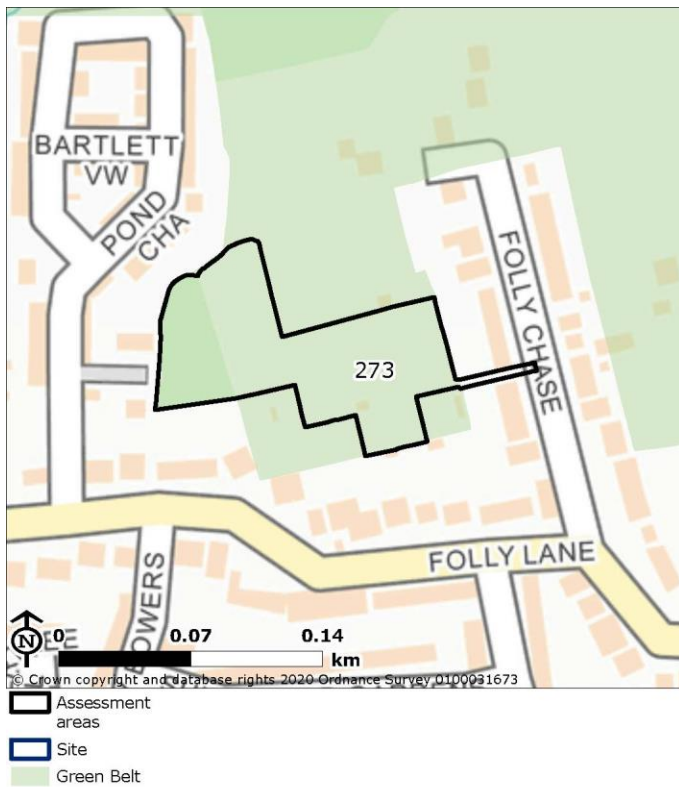 BARTLETT
VW
POND
CHA
FOLLY CHASE
273
FOLLY LANE
BOWERS
N
0 0.07 0.14
km
© Crown copyright and database rights 2020 Ordnance Survey 0100031673
Assessment
areas
Site
Green Belt